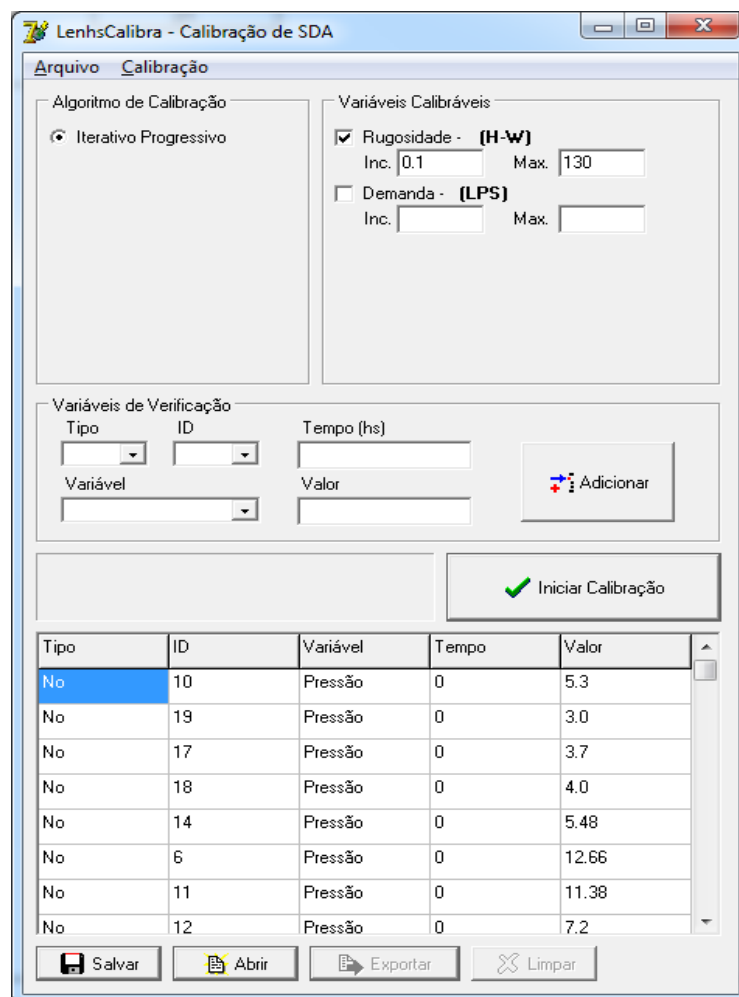 LenhsCalibra - Calibração de SDA
Arquivo Calibração
Algoritmo de Calibração
Iterativo Progressivo
Variáveis Calibráveis
Rugosidade - (H-W)
Inc. 0.1 Max. 130
Demanda - (LPS)
Inc. Max.
Variáveis de Verificação
Tipo ID Tempo (hs)
Variável Valor
Adicionar
Iniciar Calibração
Tipo ID Variável Tempo Valor
No 10 Pressão 0 5.3
No 19 Pressão 0 3.0
No 17 Pressão 0 3.7
No 18 Pressão 0 4.0
No 14 Pressão 0 5.48
No 6 Pressão 0 12.66
No 11 Pressão 0 11.38
No 12 Pressão 0 7.2
Salvar Abrir Exportar Limpar